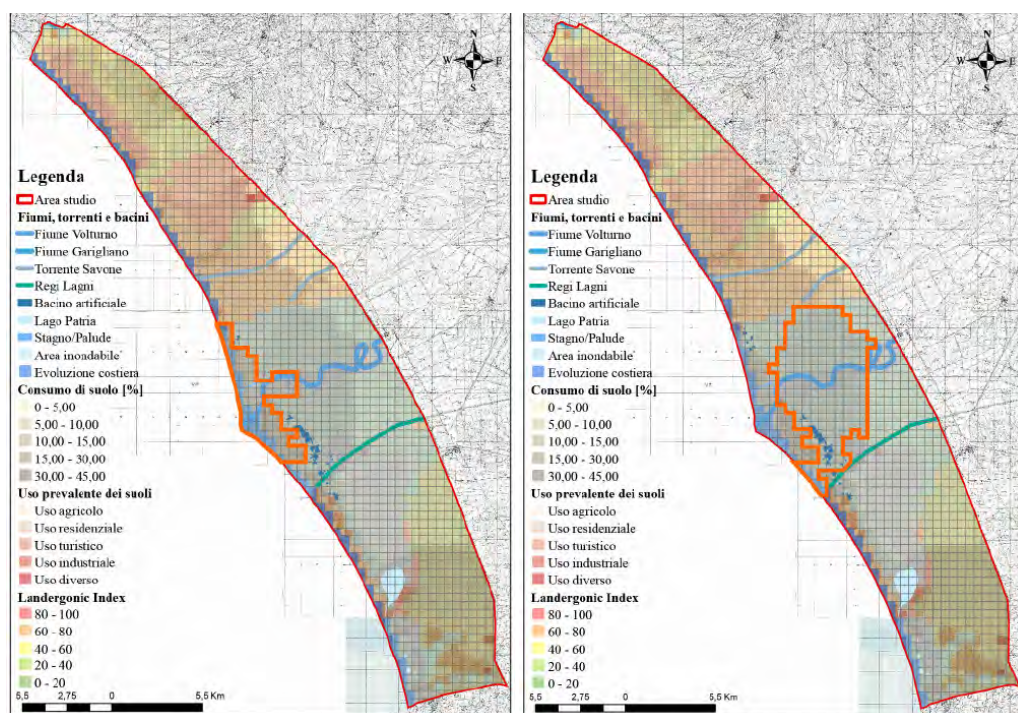 N
W E
S
Legenda
Area studio
Fiumi, torrenti e bacini
Fiume Volturno
Fiume Garigliano
Torrente Savone
Regi Lagni
Bacino artificiale
Lago Patria
Stagno/Palude
Area inondabile
Evoluzione costiera
Consumo di suolo [%]
0 - 5,00
5,00 - 10,00
10,00 - 15,00
15,00 - 30,00
30,00 - 45,00
Uso prevalente dei suoli
Uso agricolo
Uso residenziale
Uso turistico
Uso industriale
Uso diverso
Landergonic Index
80 - 100
60 - 80
40 - 60
20 - 40
0 - 20
5,5 2,75 0 5,5 Km
N
W E
S
Legenda
Area studio
Fiumi, torrenti e bacini
Fiume Volturno
Fiume Garigliano
Torrente Savone
Regi Lagni
Bacino artificiale
Lago Patria
Stagno/Palude
Area inondabile
Evoluzione costiera
Consumo di suolo [%]
0 - 5,00
5,00 - 10,00
10,00 - 15,00
15,00 - 30,00
30,00 - 45,00
Uso prevalente dei suoli
Uso agricolo
Uso residenziale
Uso turistico
Uso industriale
Uso diverso
Landergonic Index
80 - 100
60 - 80
40 - 60
20 - 40
0 - 20
5,5 2,75 0 5,5 Km